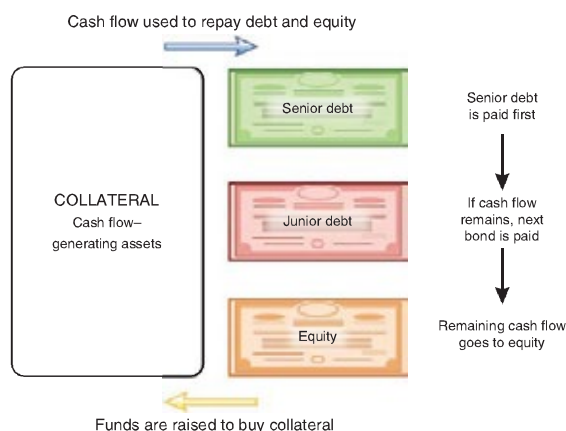 Cash flow used to repay debt and equity
Senior debt
Senior debt
is paid first
COLLATERAL
Cash flow–
generating assets
Junior debt
If cash flow
remains, next
bond is paid
Equity
Remaining cash flow
goes to equity
Funds are raised to buy collateral